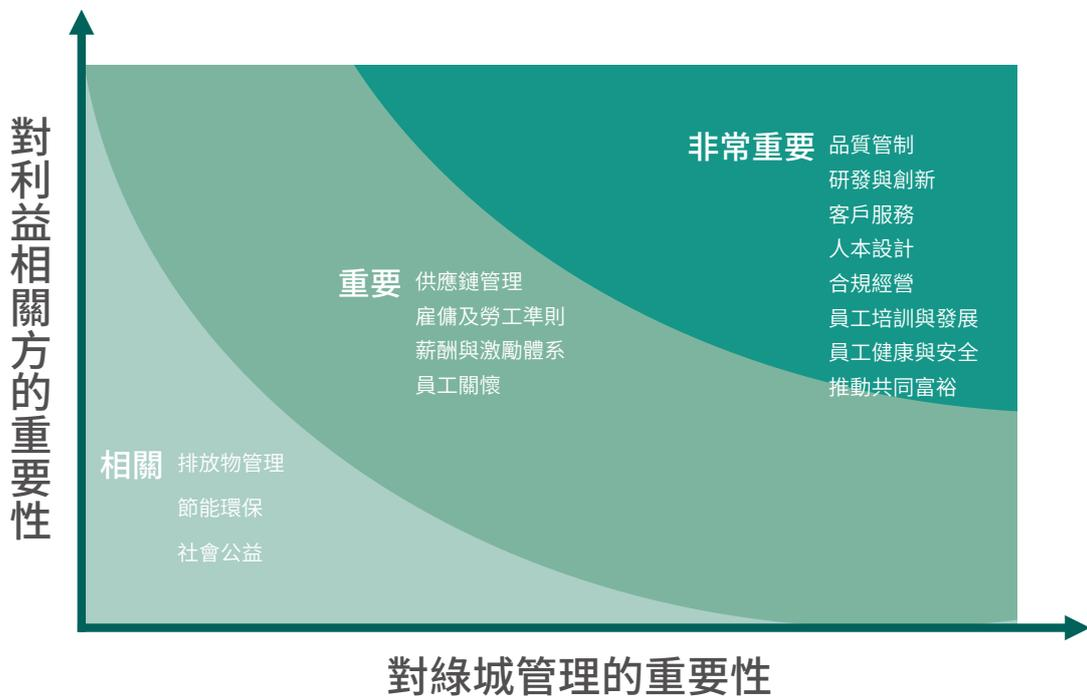 對利益相關方的重要性
非常重要
品質管制
研發與創新
客戶服務
人本設計
合規經營
員工培訓與發展
員工健康與安全
推動共同富裕
重要
供應鏈管理
雇傭及勞工準則
薪酬與激勵體系
員工關懷
相關
排放物管理
節能環保
社會公益
對綠城管理的重要性